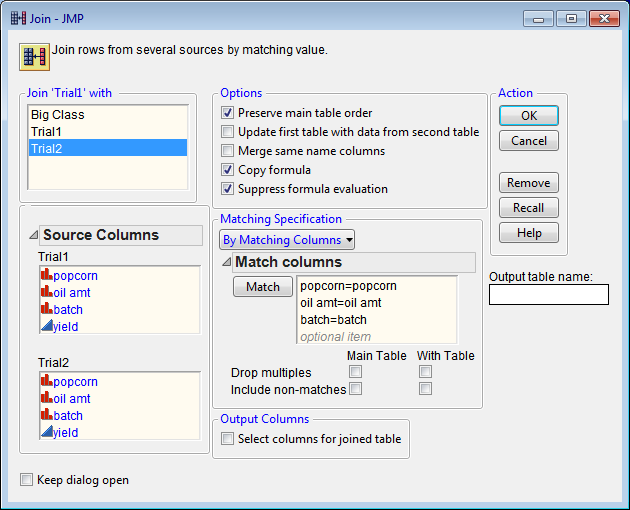 Join - JMP
Join rows from several sources by matching value.
Join 'Trial1' with
Big Class
Trial1
Trial2
Source Columns
Trial1
popcorn
oil amt
batch
yield
Trial2
popcorn
oil amt
batch
yield
Keep dialog open
Options
Preserve main table order
Update first table with data from second table
Merge same name columns
Copy formula
Suppress formula evaluation
Matching Specification
By Matching Columns
Match columns
Match
popcorn=popcorn
oil amt=oil amt
batch=batch
optional item
Main Table With Table
Drop multiples
Include non-matches
Output Columns
Select columns for joined table
Action
OK
Cancel
Remove
Recall
Help
Output table name: